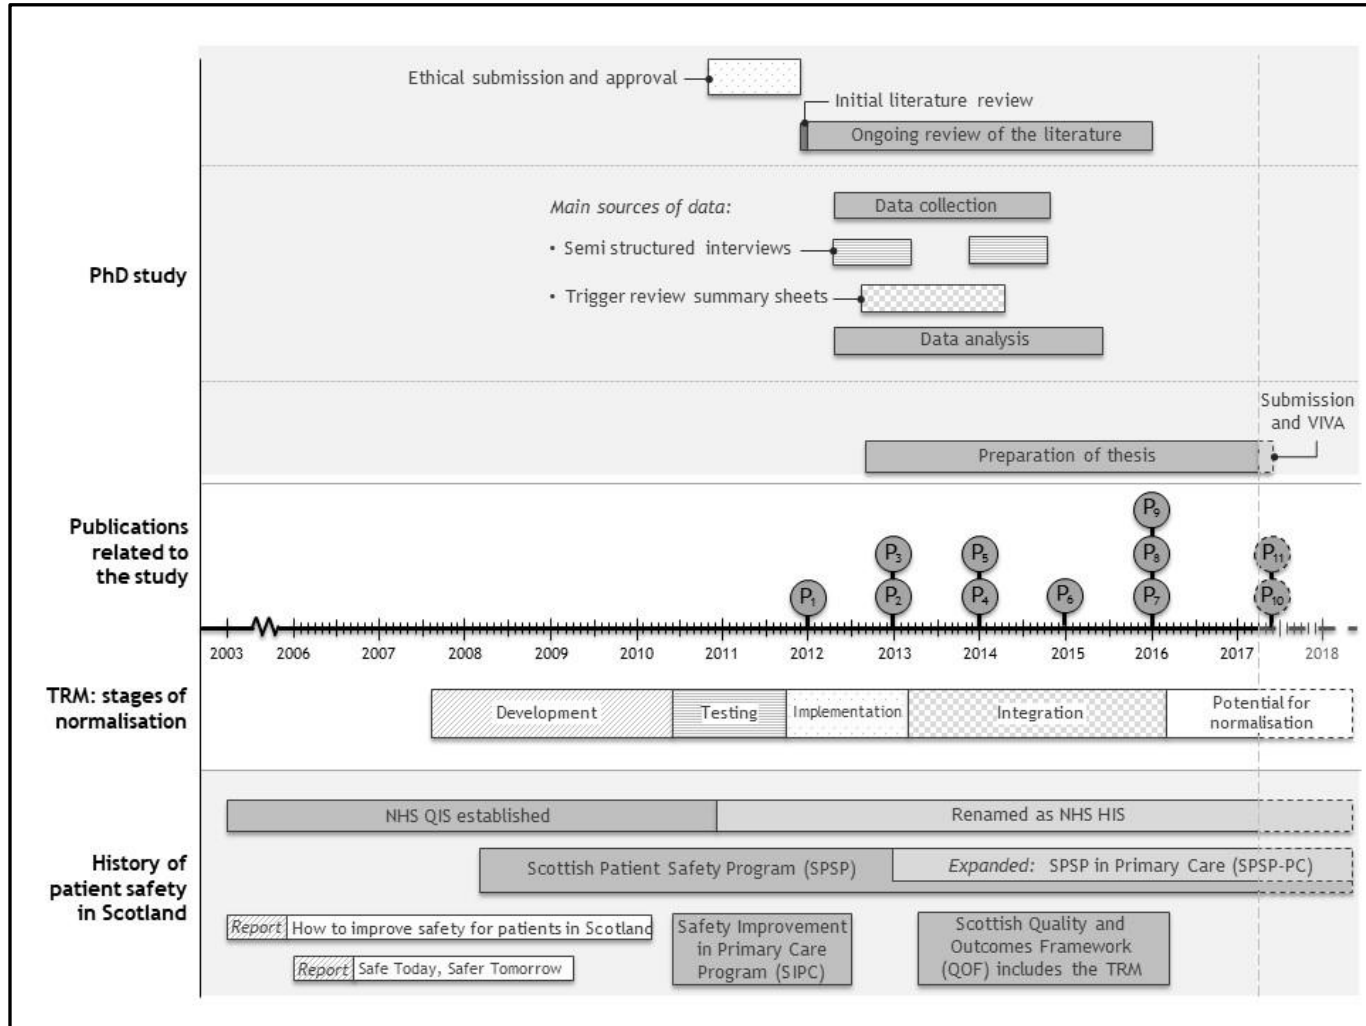 Ethical submission and approval
Initial literature review
Ongoing review of the literature
PhD study
Main sources of data:
Data collection
• Semi structured interviews
• Trigger review summary sheets
Data analysis
Submission
and VIVA
Preparation of thesis
Publications
related to
the study
P9
P3 P5 P8 P11
P1 P2 P4 P6 P7 P10
2003 2006 2007 2008 2009 2010 2011 2012 2013 2014 2015 2016 2017 2018
TRM: stages of
normalisation
Development
Testing
Implementation
Integration
Potential for
normalisation
History of
patient safety
in Scotland
NHS QIS established
Renamed as NHS HIS
Scottish Patient Safety Program (SPSP)
Expanded: SPSP in Primary Care (SPSP-PC)
Report How to improve safety for patients in Scotland
Report Safe Today, Safer Tomorrow
Safety Improvement
in Primary Care
Program (SIPC)
Scottish Quality and
Outcomes Framework
(QOF) includes the TRM